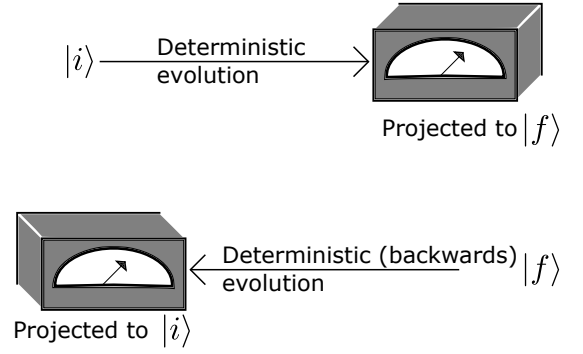 |i⟩ Deterministic
evolution
Projected to |f⟩
Deterministic (backwards) |f⟩
evolution
Projected to |i⟩